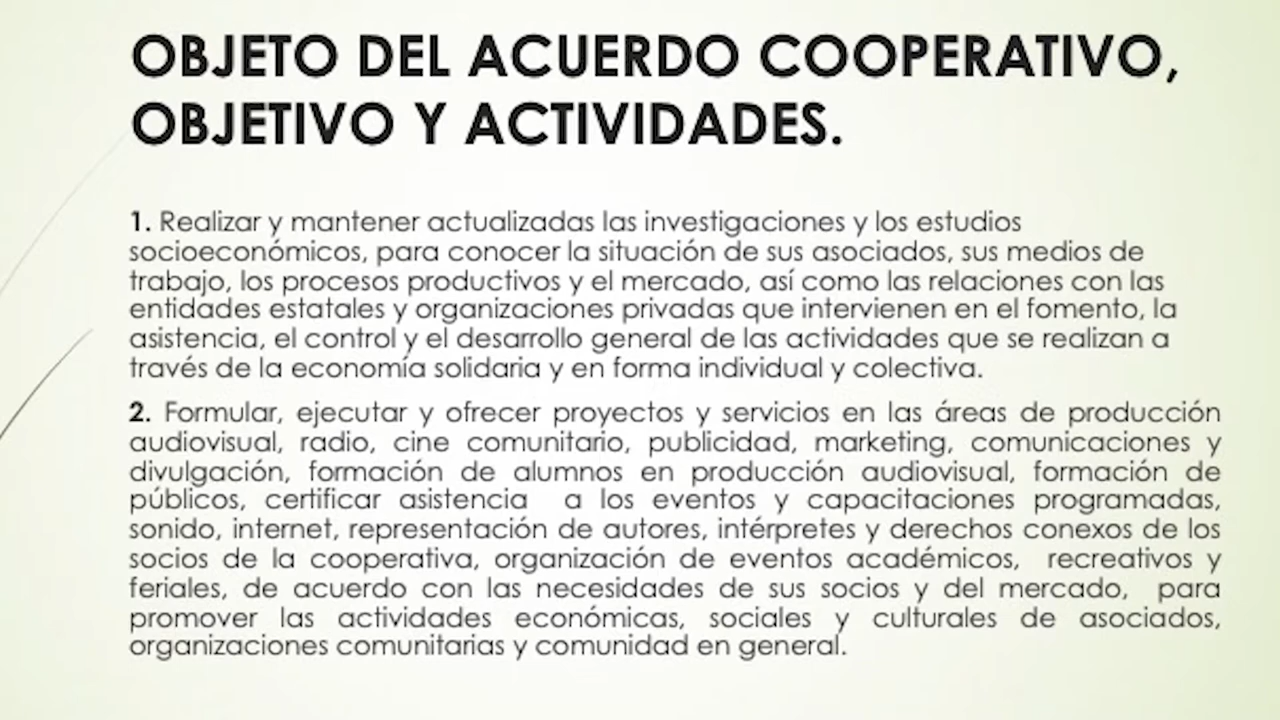 OBJETO DEL ACUERDO COOPERATIVO,
OBJETIVO Y ACTIVIDADES.
1. Realizar y mantener actualizadas las investigaciones y los estudios
socioeconómicos, para conocer la situación de sus asociados, sus medios de
trabajo, los procesos productivos y el mercado, así como las relaciones con las
entidades estatales y organizaciones privadas que intervienen en el fomento, la
asistencia, el control y el desarrollo general de las actividades que se realizan a
través de la economía solidaria y en forma individual y colectiva.
2. Formular, ejecutar y ofrecer proyectos y servicios en las áreas de producción
audiovisual, radio, cine comunitario, publicidad, marketing, comunicaciones y
divulgación, formación de alumnos en producción audiovisual, formación de
públicos, certificar asistencia a los eventos y capacitaciones programadas,
sonido, internet, representación de autores, intérpretes y derechos conexos de los
socios de la cooperativa, organización de eventos académicos, recreativos y
feriales, de acuerdo con las necesidades de sus socios y del mercado, para
promover las actividades económicas, sociales y culturales de asociados,
organizaciones comunitarias y comunidad en general.